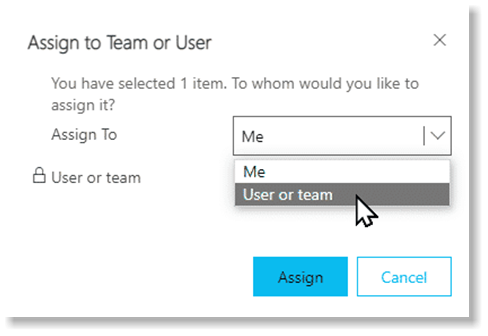 Assign to Team or User
You have selected 1 item. To whom would you like to
assign it?
Assign To
Me
Me
User or team
User or team
Assign
Cancel